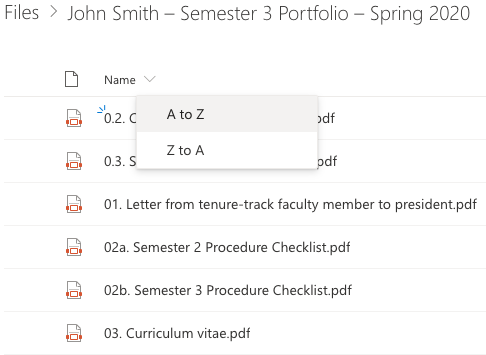 Files > John Smith – Semester 3 Portfolio – Spring 2020
Name
0.2. pdf
A to Z
0.3. pdf
Z to A
01. Letter from tenure-track faculty member to president.pdf
02a. Semester 2 Procedure Checklist.pdf
02b. Semester 3 Procedure Checklist.pdf
03. Curriculum vitae.pdf